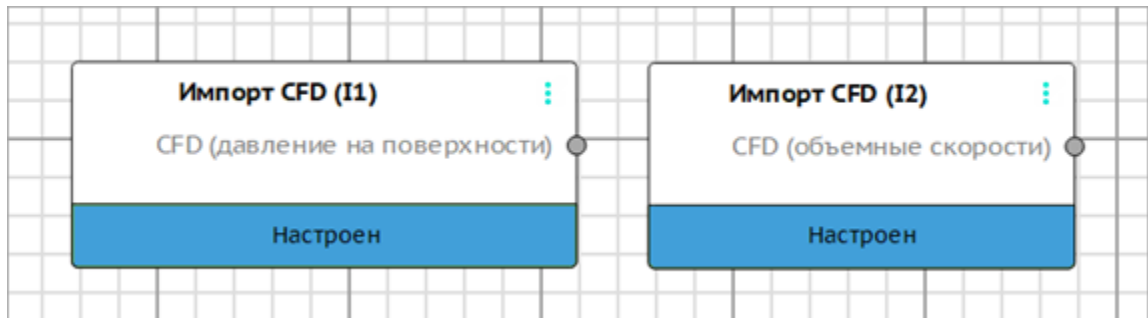 Импорт CFD (I1)
CFD (давление на поверхности)
Настроен
Импорт CFD (I2)
CFD (объемные скорости)
Настроен